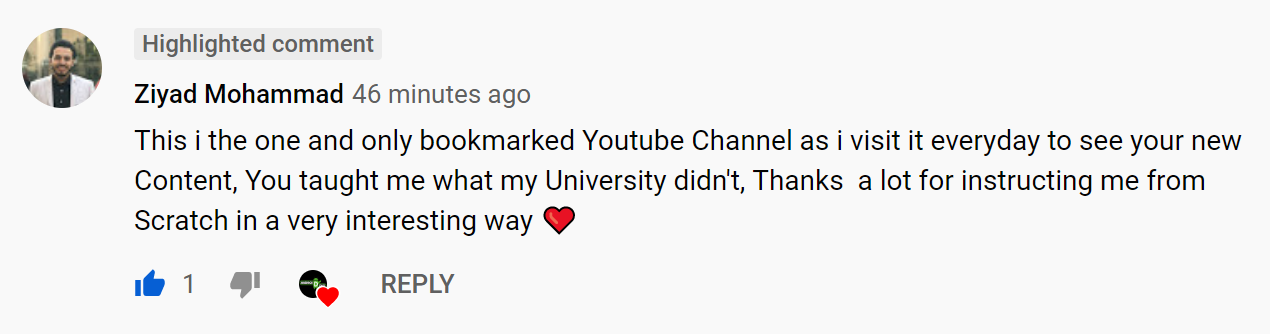 Highlighted comment
Ziyad Mohammad 46 minutes ago
This i the one and only bookmarked Youtube Channel as i visit it everyday to see your new
Content, You taught me what my University didn't, Thanks  a lot for instructing me from
Scratch in a very interesting way ❤️
1 REPLY